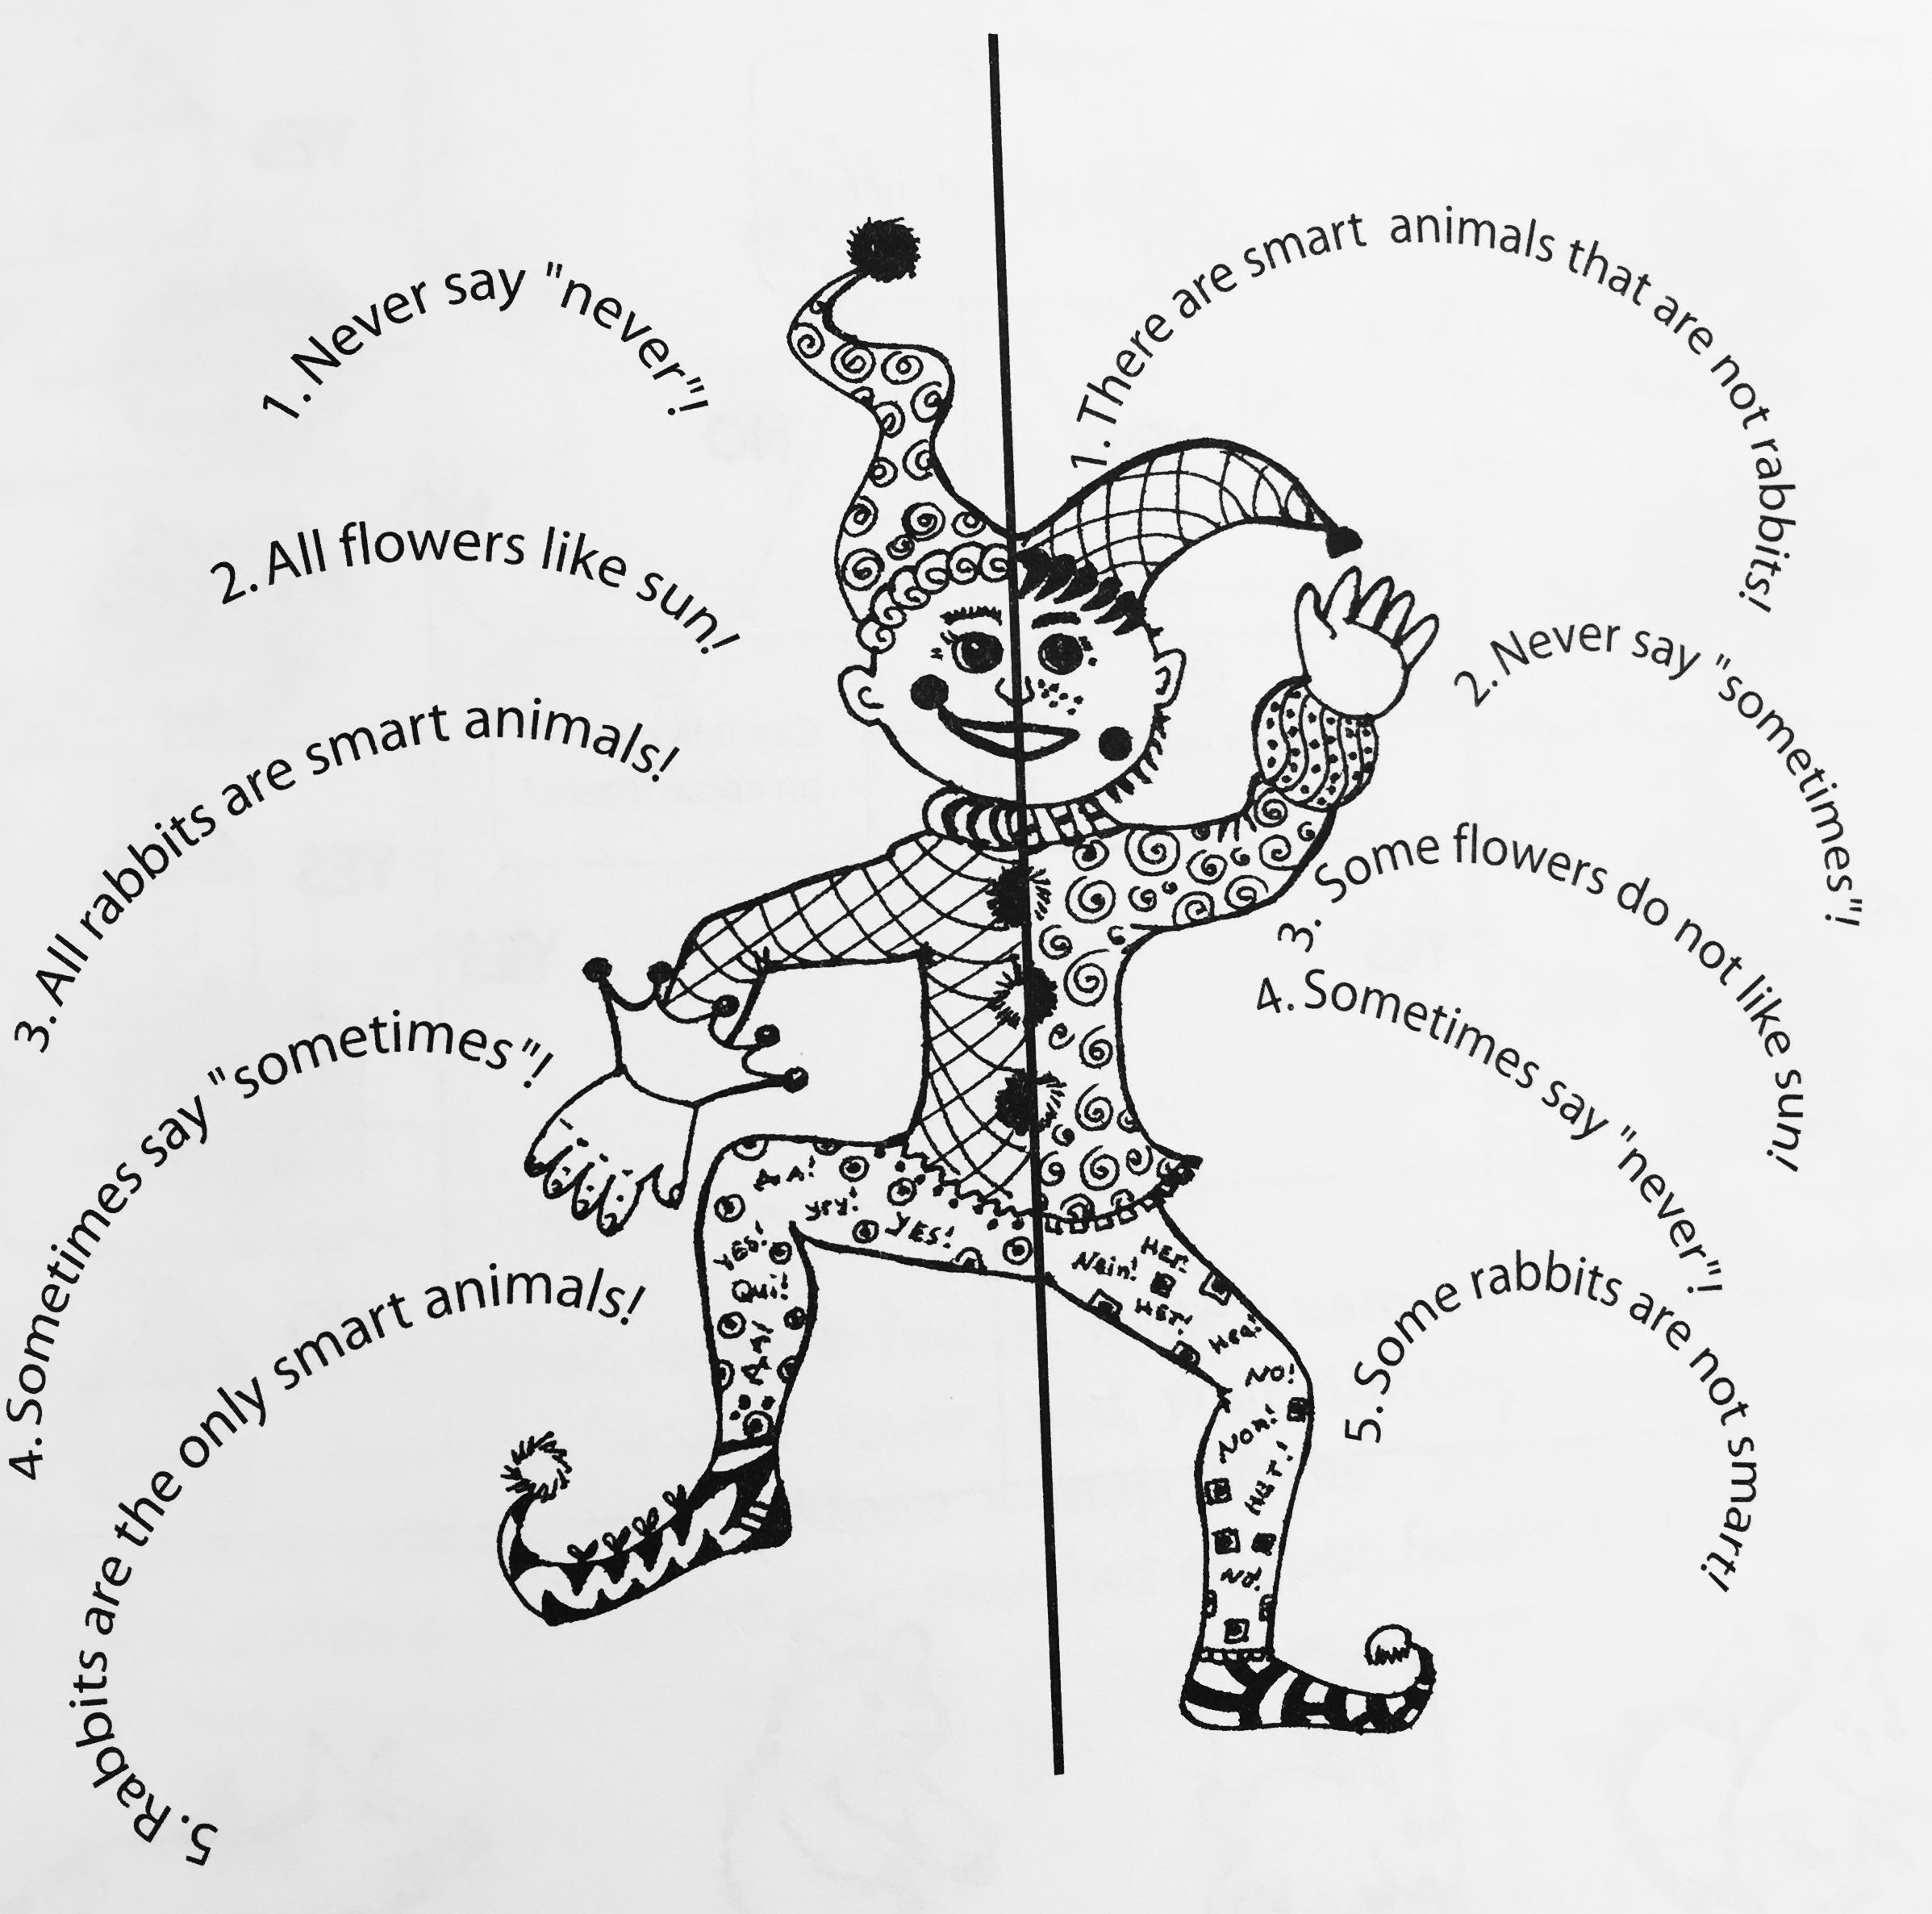 1. Never say "never"!
2. All flowers like sun!
3. All rabbits are smart animals!
4. Sometimes say "sometimes"!
5. Rabbits are the only smart animals!
1. There are smart animals that are not rabbits!
2. Never say "sometimes"!
3. Some flowers do not like sun!
4. Sometimes say "never"!
5. Some rabbits are not smart!
YES!
YES!
Qui!
Nein!
HET!
NO!
Non!
NO!